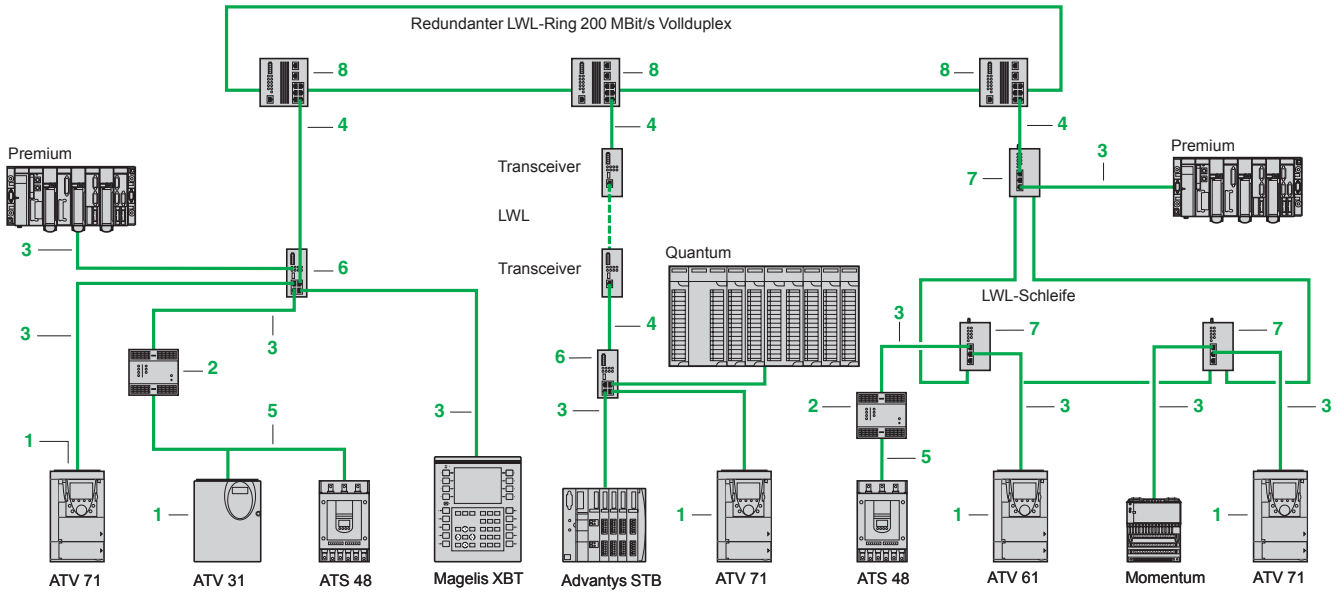 Redundanter LWL-Ring 200 MBit/s Vollduplex
8
8
8
4
4
4
Premium
Transceiver
7
3
Premium
LWL
3
6
Transceiver
Quantum
LWL-Schleife
3
3
4
3
7
7
2
6
5
3
3
2
3
3
3
1
5
1
1
1
1
ATV 71
ATV 31
ATS 48
Magelis XBT
Advantys STB
ATV 71
ATS 48
ATV 61
Momentum
ATV 71